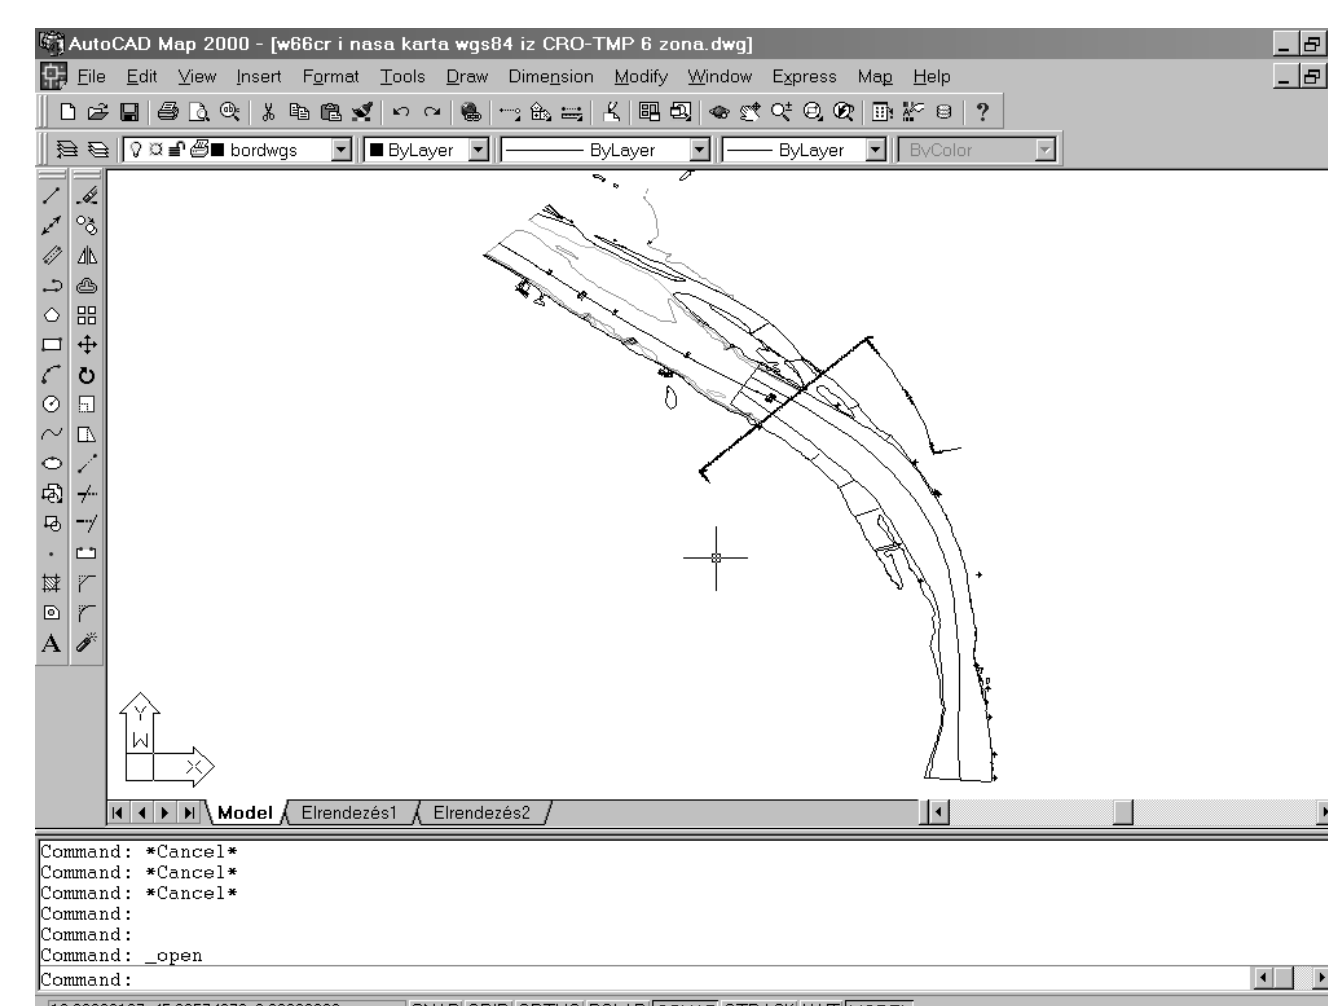 AutoCAD Map 2000 - [w66cr i nasa karta wgs84 iz CRO-TMP 6 zona.dwg]
File Edit View Insert Format Tools Draw Dimension Modify Window Express Map Help
bordwgs ByLayer ByLayer ByLayer ByColor
A
Y
W
X
Model Elrendezés1 Elrendezés2
Command: *Cancel*
Command: *Cancel*
Command: *Cancel*
Command:
Command:
Command: _open
Command: